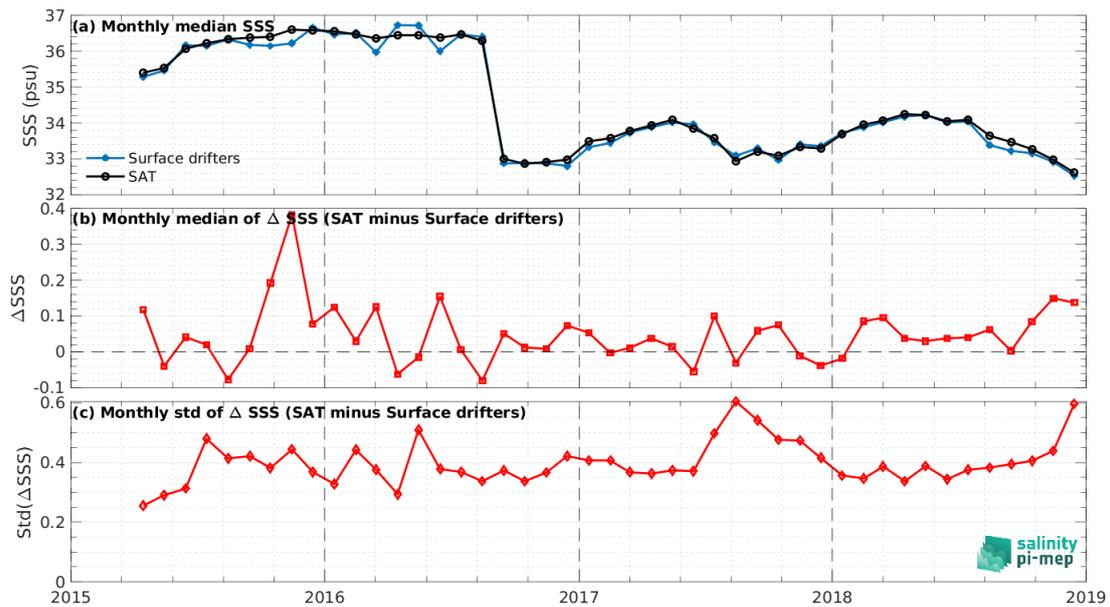 (a) Monthly median SSS
SSS (psu)
37
36
35
34
33
32
Surface drifters
SAT
(b) Monthly median of Δ SSS (SAT minus Surface drifters)
ΔSSS
0.4
0.3
0.2
0.1
0
-0.1
(c) Monthly std of Δ SSS (SAT minus Surface drifters)
Std(ΔSSS)
0.6
0.4
0.2
0
salinity
pi-mep
2015 2016 2017 2018 2019